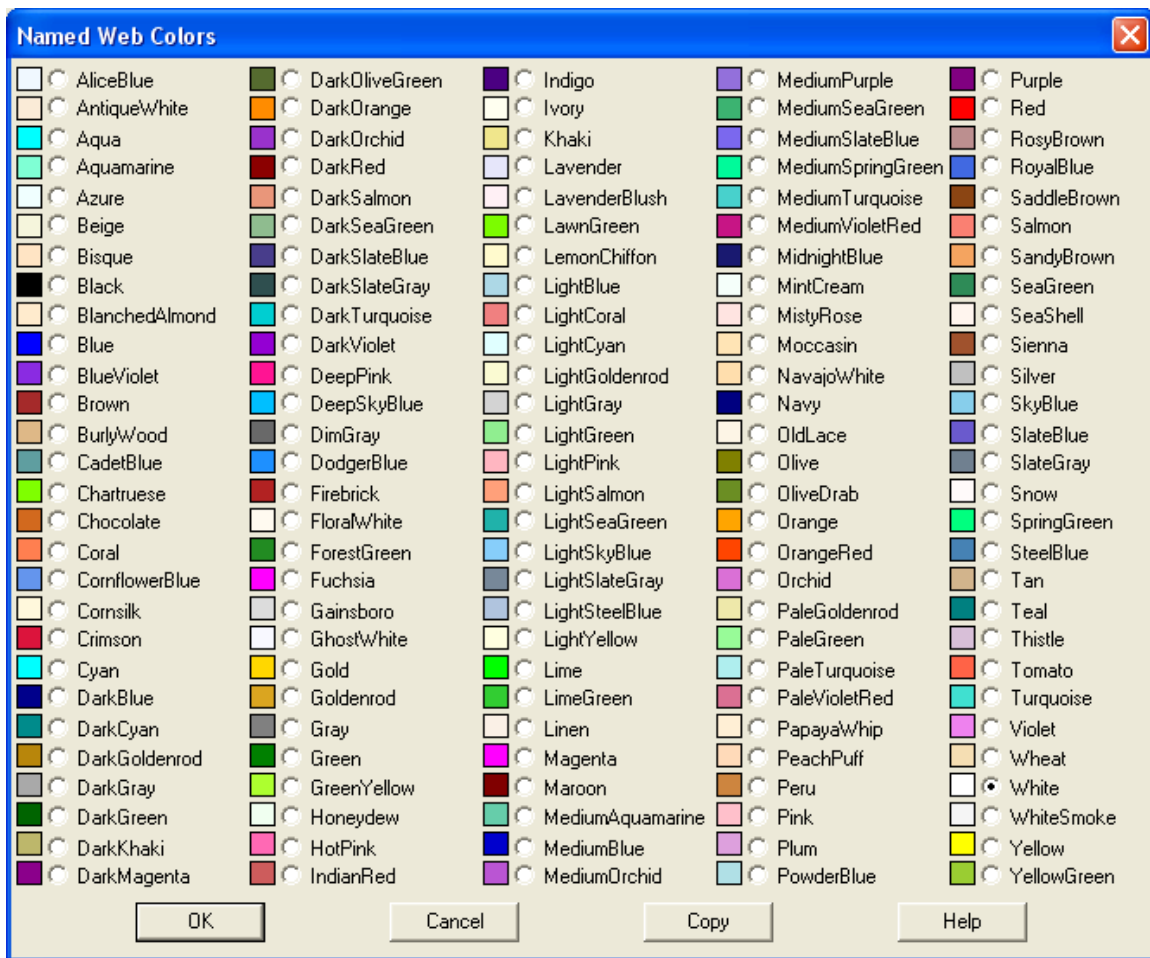 Named Web Colors
AliceBlue
AntiqueWhite
Aqua
Aquamarine
Azure
Beige
Bisque
Black
BlanchedAlmond
Blue
BlueViolet
Brown
BurlyWood
CadetBlue
Chartruese
Chocolate
Coral
CornflowerBlue
Cornsilk
Crimson
Cyan
DarkBlue
DarkCyan
DarkGoldenrod
DarkGray
DarkGreen
DarkKhaki
DarkMagenta
DarkOliveGreen
DarkOrange
DarkOrchid
DarkRed
DarkSalmon
DarkSeaGreen
DarkSlateBlue
DarkSlateGray
DarkTurquoise
DarkViolet
DeepPink
DeepSkyBlue
DimGray
DodgerBlue
Firebrick
FloralWhite
ForestGreen
Fuchsia
Gainsboro
GhostWhite
Gold
Goldenrod
Gray
Green
GreenYellow
Honeydew
HotPink
IndianRed
Indigo
Ivory
Khaki
Lavender
LavenderBlush
LawnGreen
LemonChiffon
LightBlue
LightCoral
LightCyan
LightGoldenrod
LightGray
LightGreen
LightPink
LightSalmon
LightSeaGreen
LightSkyBlue
LightSlateGray
LightSteelBlue
LightYellow
Lime
LimeGreen
Linen
Magenta
Maroon
MediumAquamarine
MediumBlue
MediumOrchid
MediumPurple
MediumSeaGreen
MediumSlateBlue
MediumSpringGreen
MediumTurquoise
MediumVioletRed
MidnightBlue
MintCream
MistyRose
Moccasin
NavajoWhite
Navy
OldLace
Olive
OliveDrab
Orange
OrangeRed
Orchid
PaleGoldenrod
PaleGreen
PaleTurquoise
PaleVioletRed
PapayaWhip
PeachPuff
Peru
Pink
Plum
PowderBlue
Purple
Red
RosyBrown
RoyalBlue
SaddleBrown
Salmon
SandyBrown
SeaGreen
SeaShell
Sienna
Silver
SkyBlue
SlateBlue
SlateGray
Snow
SpringGreen
SteelBlue
Tan
Teal
Thistle
Tomato
Turquoise
Violet
Wheat
White
WhiteSmoke
Yellow
YellowGreen
OK
Cancel
Copy
Help